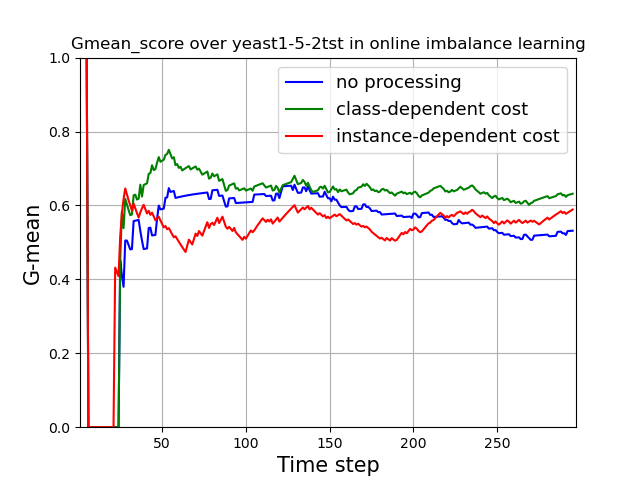 Gmean_score over yeast1-5-2tst in online imbalance learning
no processing
class-dependent cost
instance-dependent cost
G-mean
1.0
0.8
0.6
0.4
0.2
0.0
50 100 150 200 250
Time step